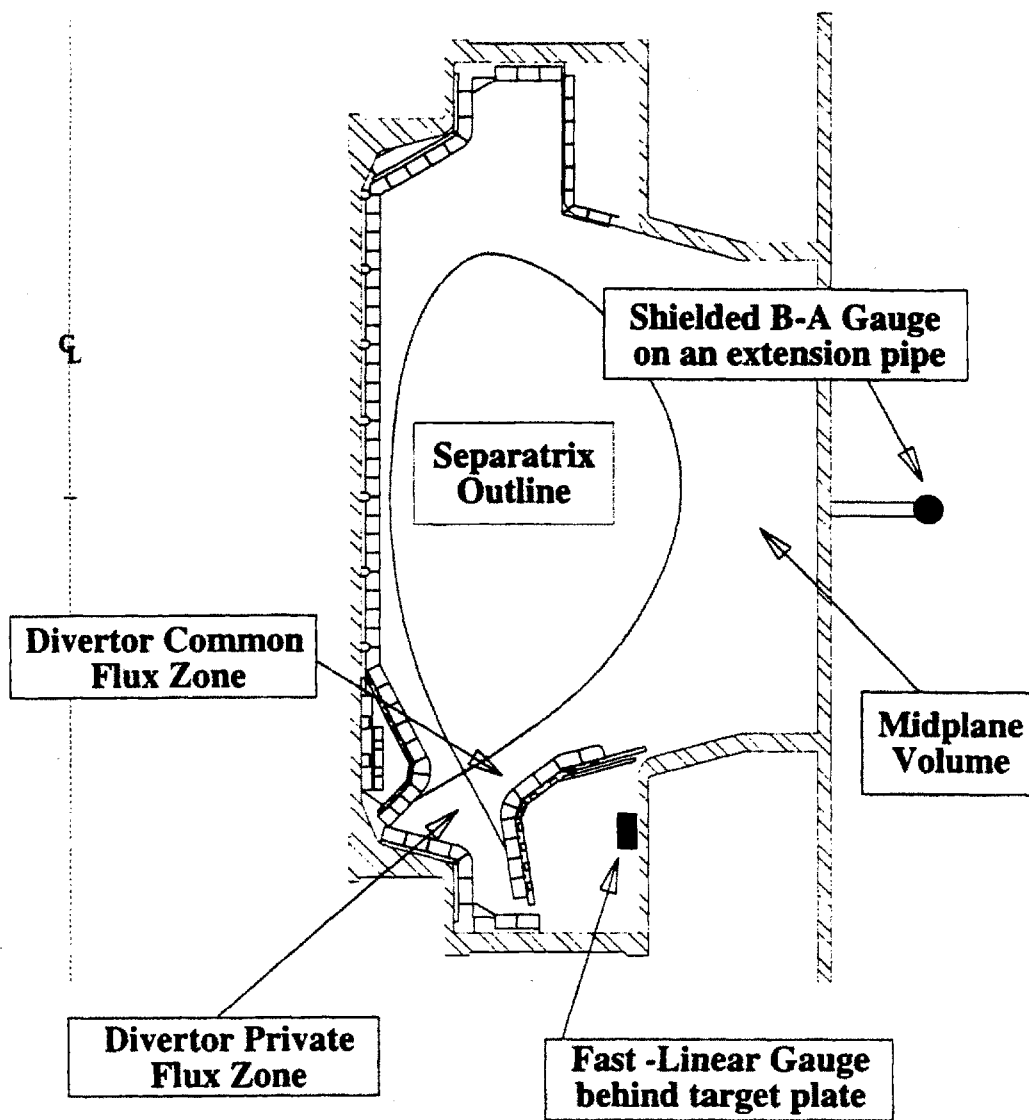 ℄
Shielded B-A Gauge
on an extension pipe
Separatrix
Outline
Divertor Common
Flux Zone
Midplane
Volume
Divertor Private
Flux Zone
Fast -Linear Gauge
behind target plate